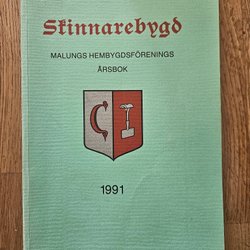 Skinnarebygd
MALUNGS HEMBYGDSFÖRENINGS
ÅRSBOK
1991